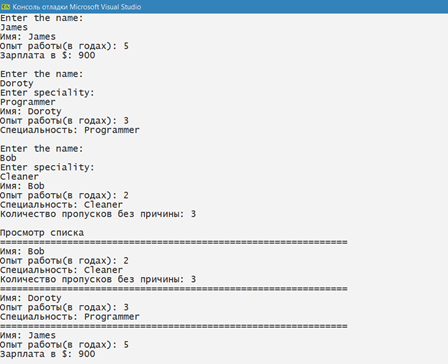 Консоль отладки Microsoft Visual Studio
Enter the name:
James
Имя: James
Опыт работы(в годах): 5
Зарплата в $: 900
Enter the name:
Doroty
Enter speciality:
Programmer
Имя: Doroty
Опыт работы(в годах): 3
Специальность: Programmer
Enter the name:
Bob
Enter speciality:
Cleaner
Имя: Bob
Опыт работы(в годах): 2
Специальность: Cleaner
Количество пропусков без причины: 3
Просмотр списка
==========================================================
Имя: Bob
Опыт работы(в годах): 2
Специальность: Cleaner
Количество пропусков без причины: 3
==========================================================
Имя: Doroty
Опыт работы(в годах): 3
Специальность: Programmer
==========================================================
Имя: James
Опыт работы(в годах): 5
Зарплата в $: 900